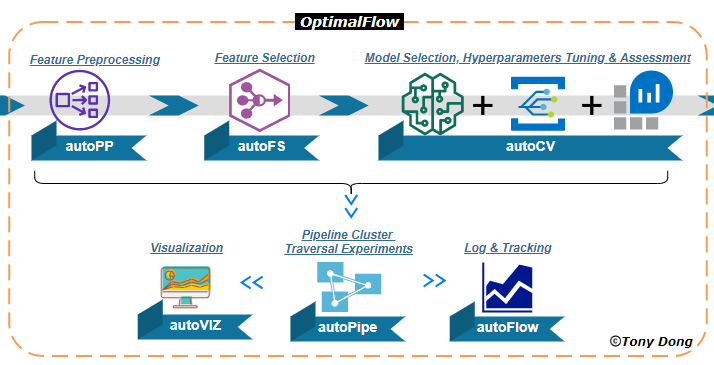 OptimalFlow
Feature Preprocessing
Feature Selection
Model Selection, Hyperparameters Tuning & Assessment
autoPP
autoFS
autoCV
Visualization
Pipeline Cluster
Traversal Experiments
Log & Tracking
autoVIZ
autoPipe
autoFlow
©Tony Dong